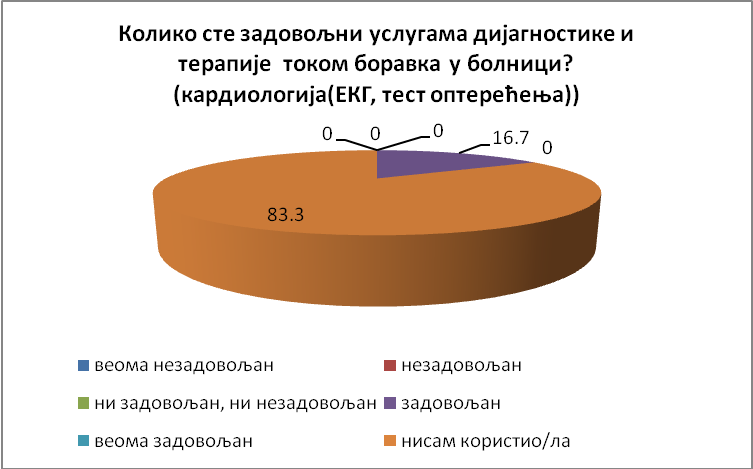 Колико сте задовољни услугама дијагностике и
терапије током боравка у болници?
(кардиологија(ЕКГ, тест оптерећења))
0
0
0
16.7
0
83.3
веома незадовољан
незадовољан
ни задовољан, ни незадовољан
задовољан
веома задовољан
нисам користио/ла